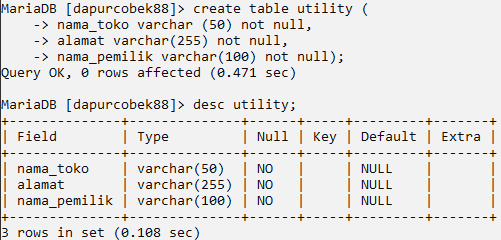 MariaDB [dapurcobek88]> create table utility (
    -> nama_toko varchar (50) not null,
    -> alamat varchar(255) not null,
    -> nama_pemilik varchar(100) not null);
Query OK, 0 rows affected (0.471 sec)

MariaDB [dapurcobek88]> desc utility;
+--------------+--------------+------+-----+---------+-------+
| Field        | Type         | Null | Key | Default | Extra |
+--------------+--------------+------+-----+---------+-------+
| nama_toko    | varchar(50)  | NO   |     | NULL    |       |
| alamat       | varchar(255) | NO   |     | NULL    |       |
| nama_pemilik | varchar(100) | NO   |     | NULL    |       |
+--------------+--------------+------+-----+---------+-------+
3 rows in set (0.108 sec)